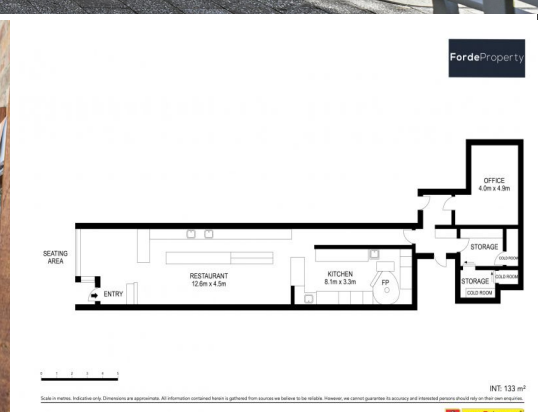 FordeProperty
OFFICE
4.0m x 4.9m
SEATING
AREA
STORAGE
COLD ROOM
RESTAURANT
12.6m x 4.5m
KITCHEN
8.1m x 3.3m
FP
STORAGE
COLD ROOM
COLD ROOM
ENTRY
INT: 133 m²
Scale in metres. Indicative only. Dimensions are approximate. All information contained herein is gathered from sources we believe to be reliable. However, we cannot guarantee its accuracy and interested persons should rely on their own enquiries.